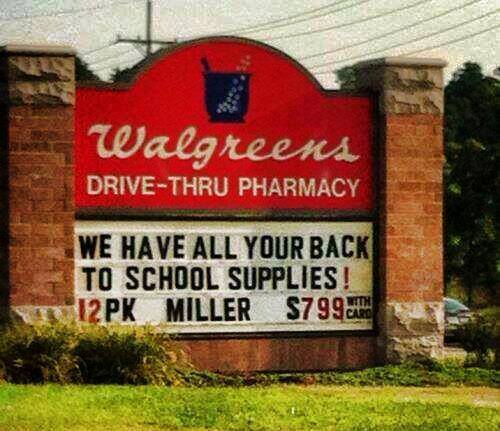 Walgreens
DRIVE-THRU PHARMACY
WE HAVE ALL YOUR BACK
TO SCHOOL SUPPLIES!
12PK MILLER $799 WITH CARD